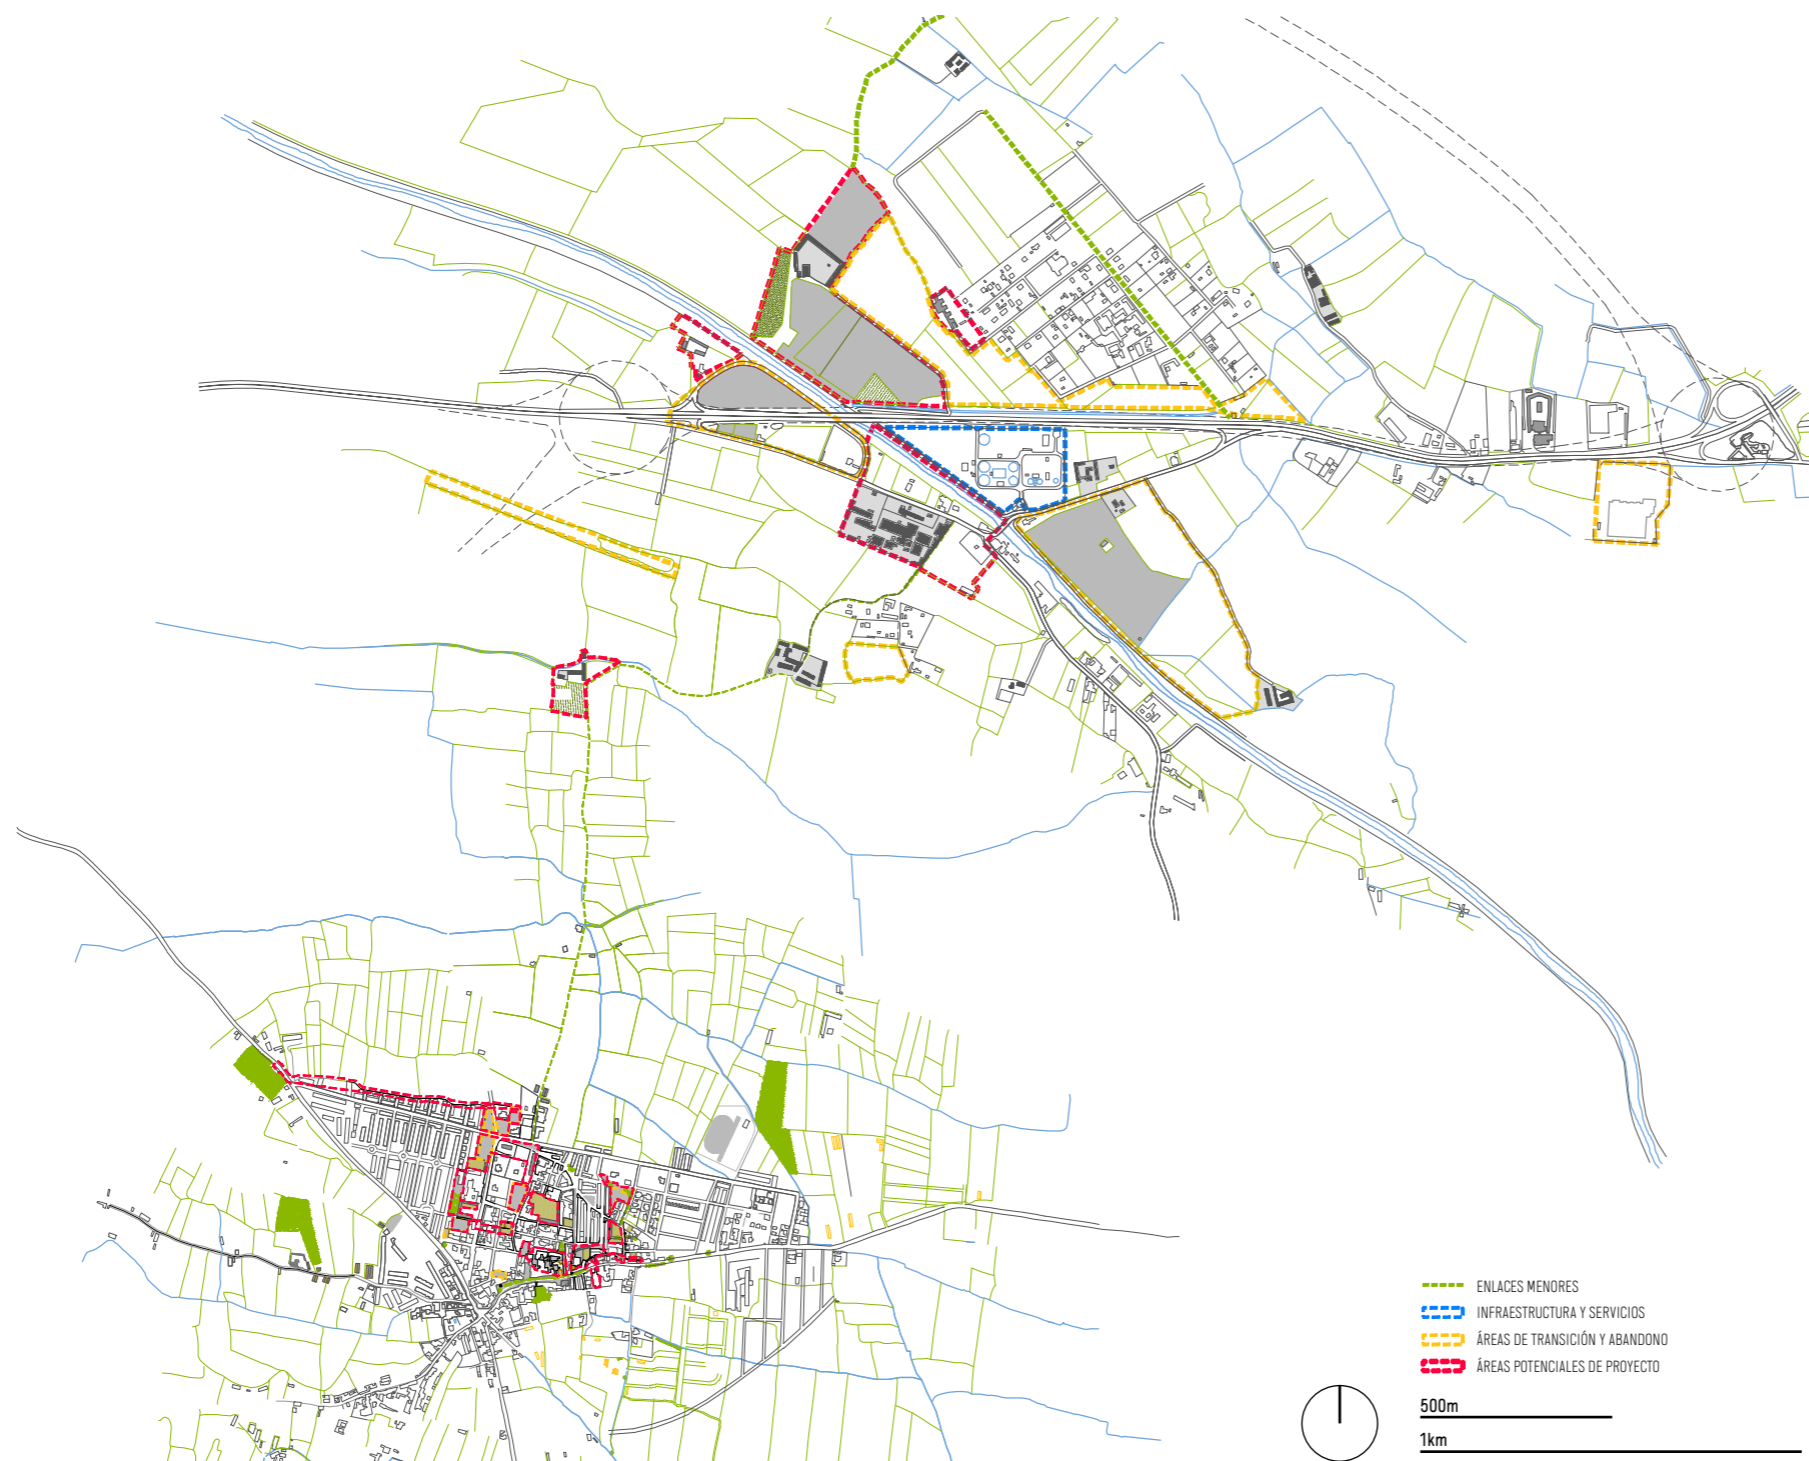 ENLACES MENORES
INFRAESTRUCTURA Y SERVICIOS
ÁREAS DE TRANSICIÓN Y ABANDONO
ÁREAS POTENCIALES DE PROYECTO
500m
1km